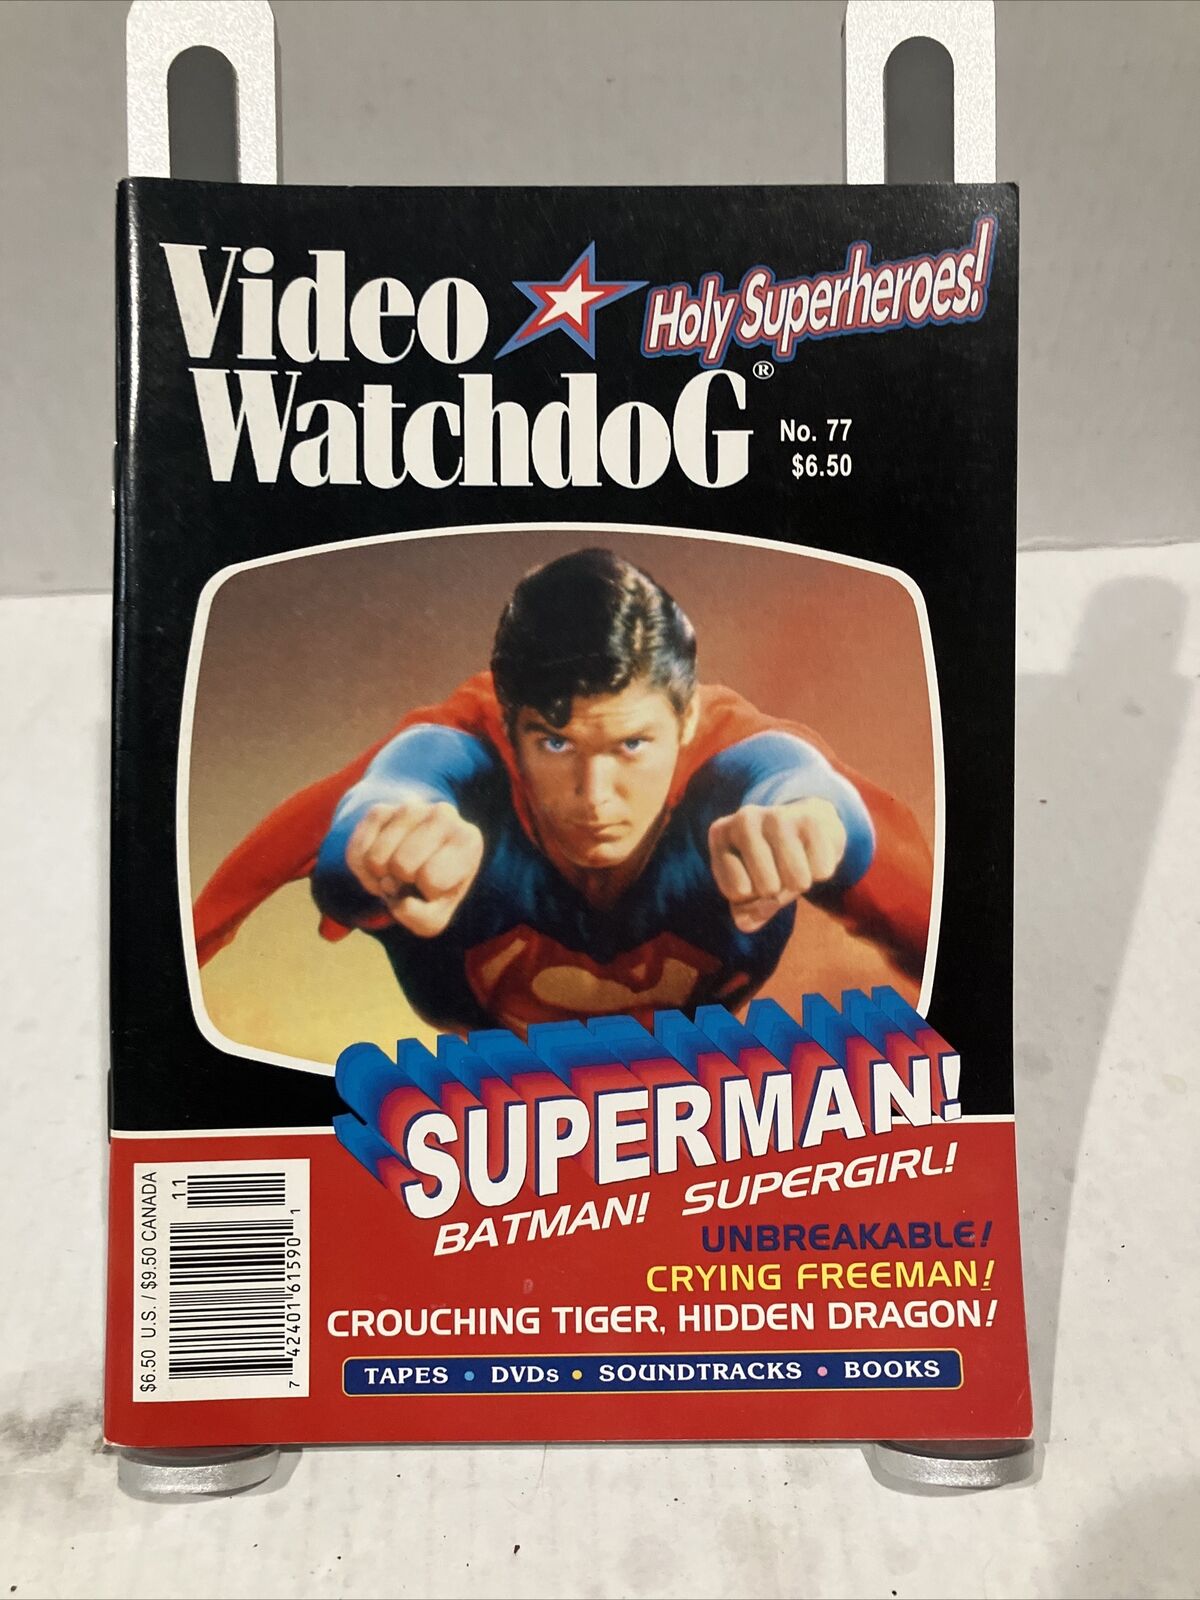 Video
Holy Superheroes!
WatchdoG®
No. 77
$6.50
SUPERMAN!
BATMAN! SUPERGIRL!
UNBREAKABLE!
CRYING FREEMAN!
CROUCHING TIGER, HIDDEN DRAGON!
TAPES • DVDs • SOUNDTRACKS • BOOKS
$6.50 U.S. / $9.50 CANADA
11
7 42401 61590 1